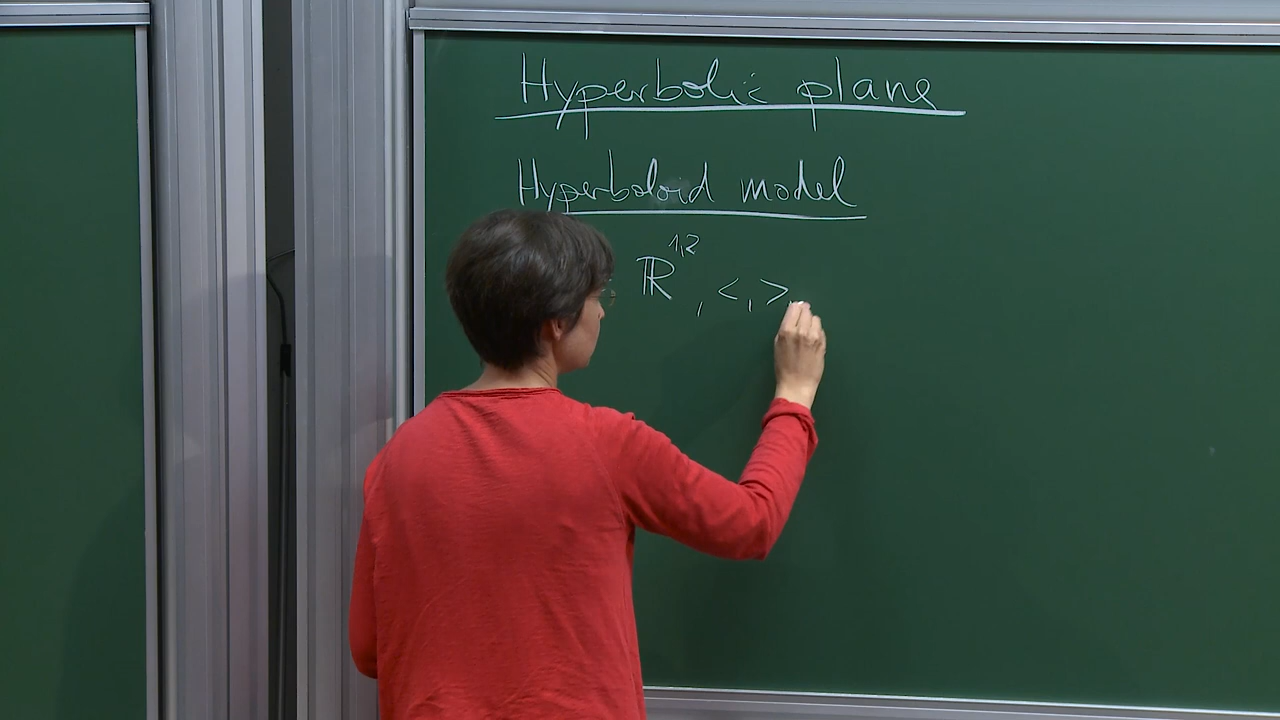 Hyperbolic plane
Hyperboloid model
ℝ^{1,2}, <,>